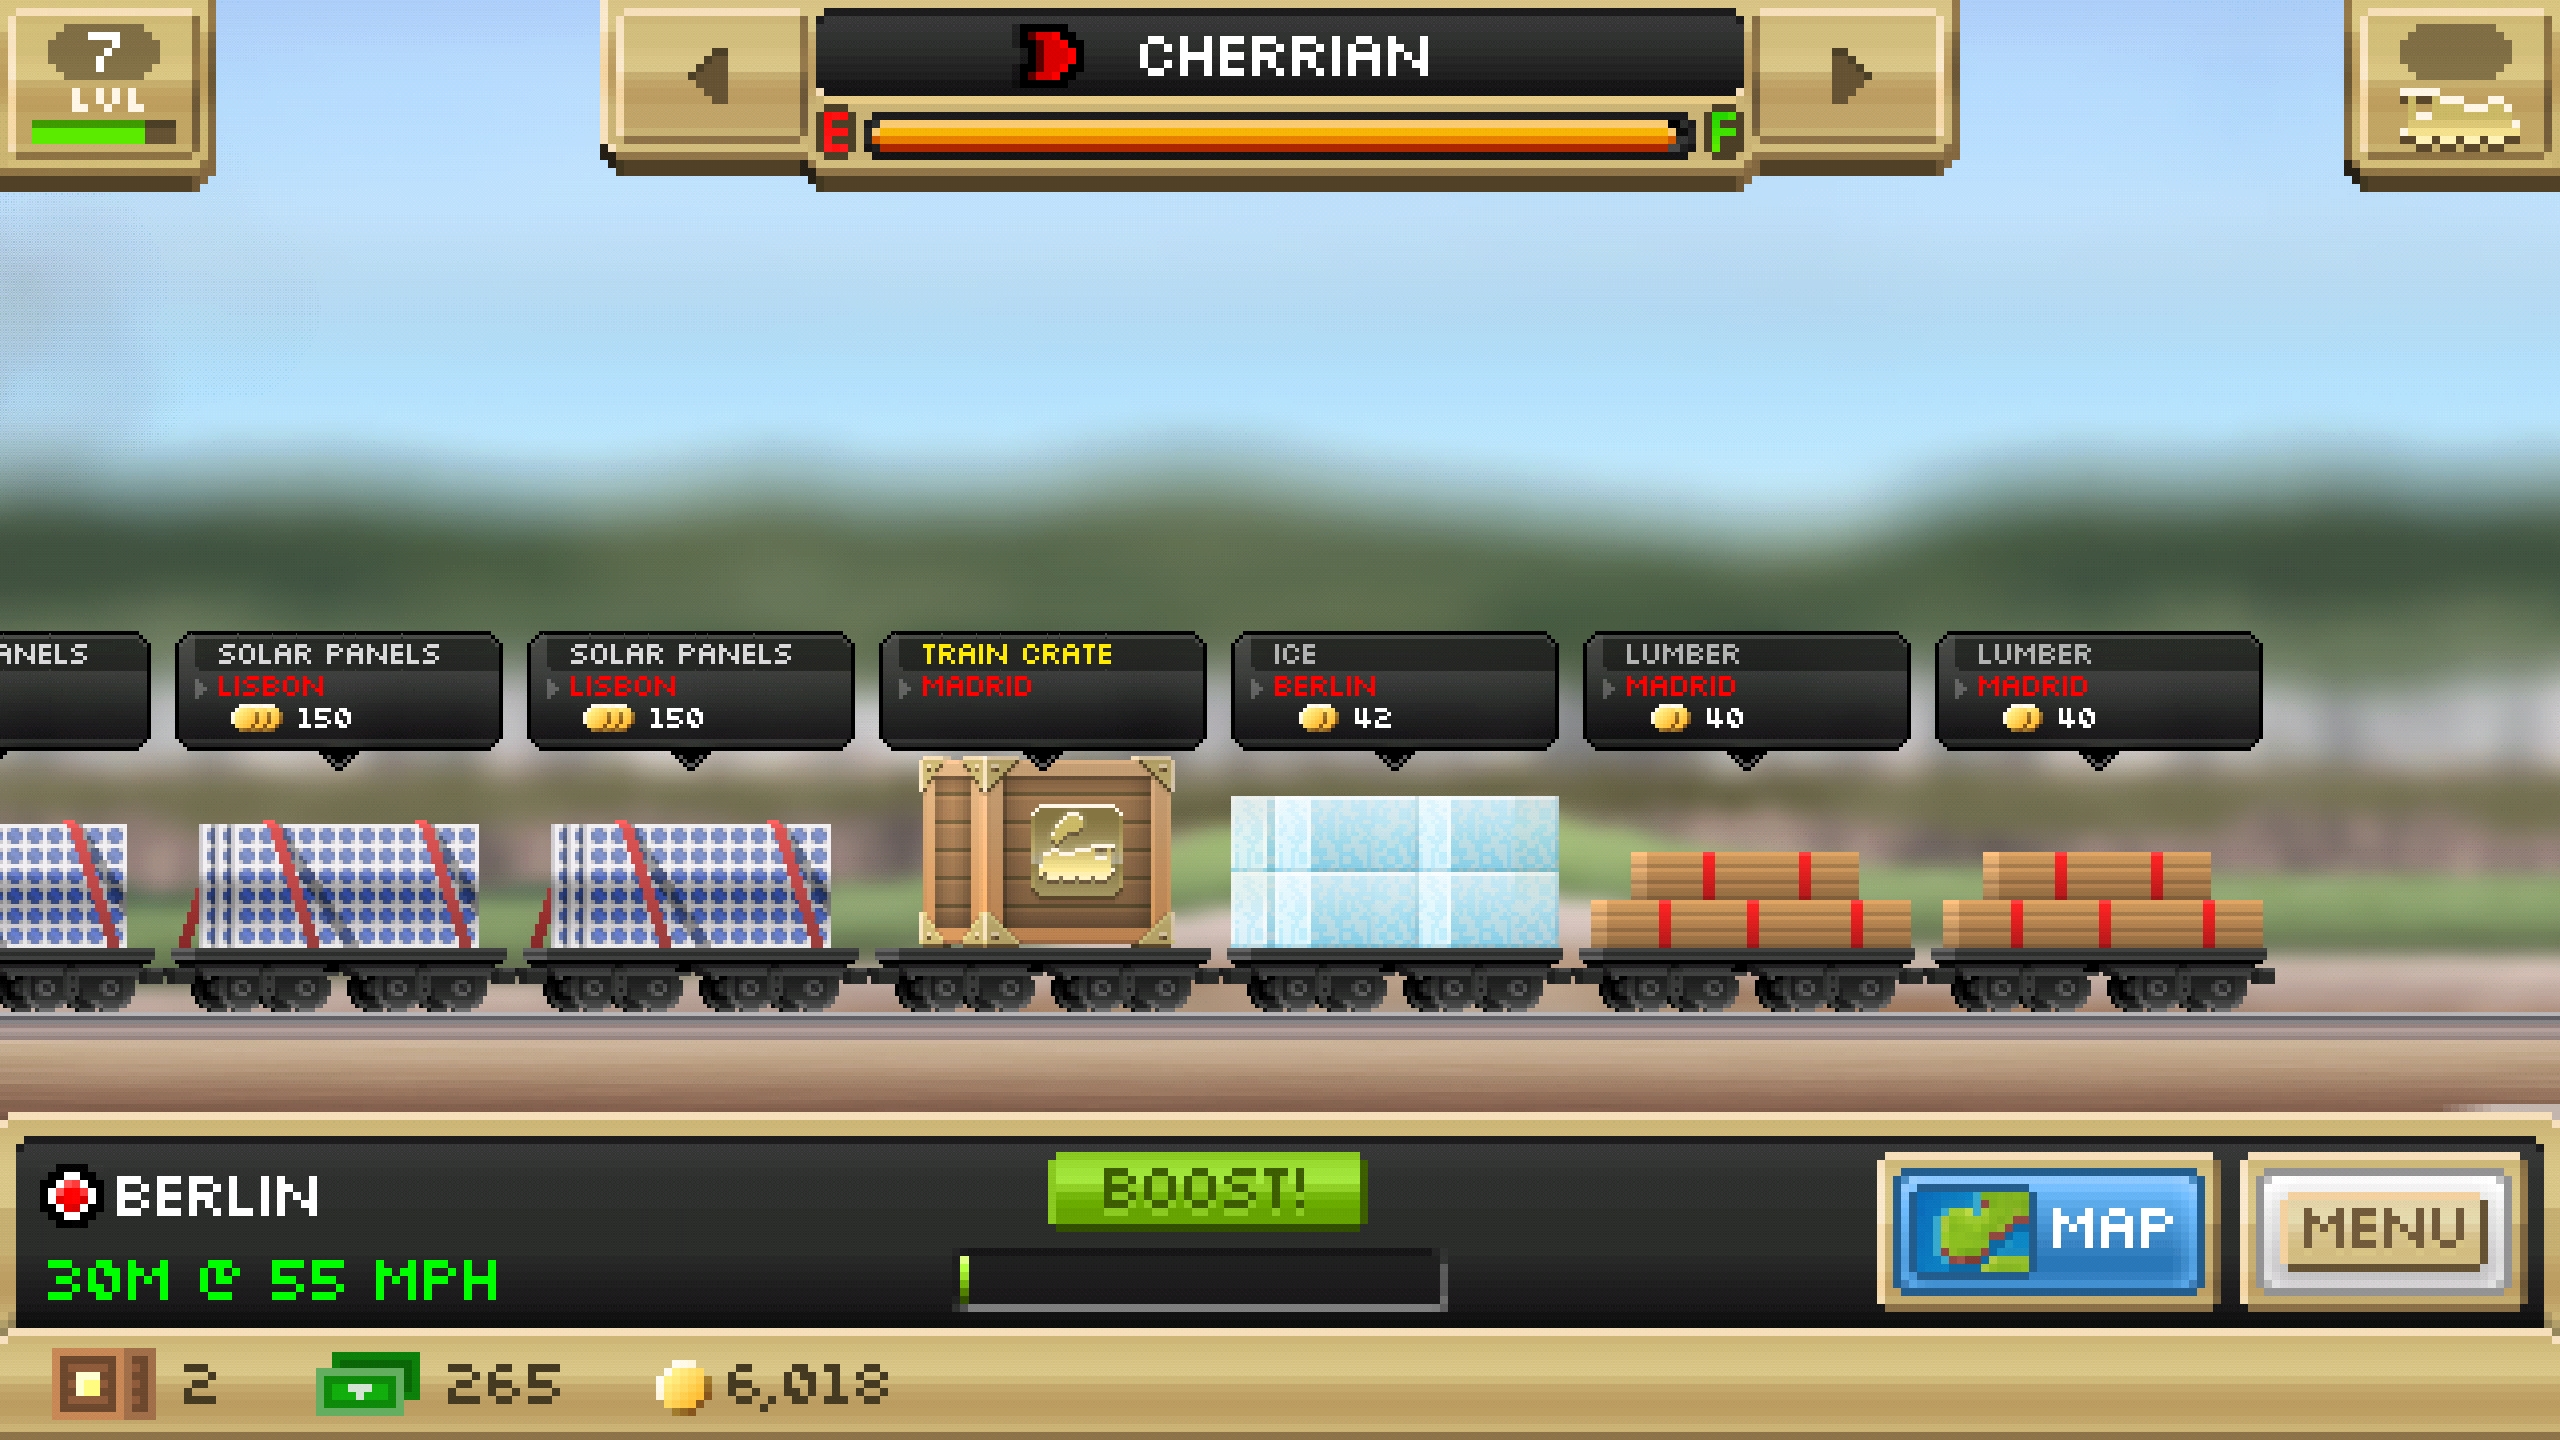 7
LVL
CHERRIAN
E F
ANELS
SOLAR PANELS
LISBON
150
SOLAR PANELS
LISBON
150
TRAIN CRATE
MADRID
ICE
BERLIN
42
LUMBER
MADRID
40
LUMBER
MADRID
40
BERLIN
30M @ 55 MPH
BOOST!
MAP
MENU
2
265
6,018